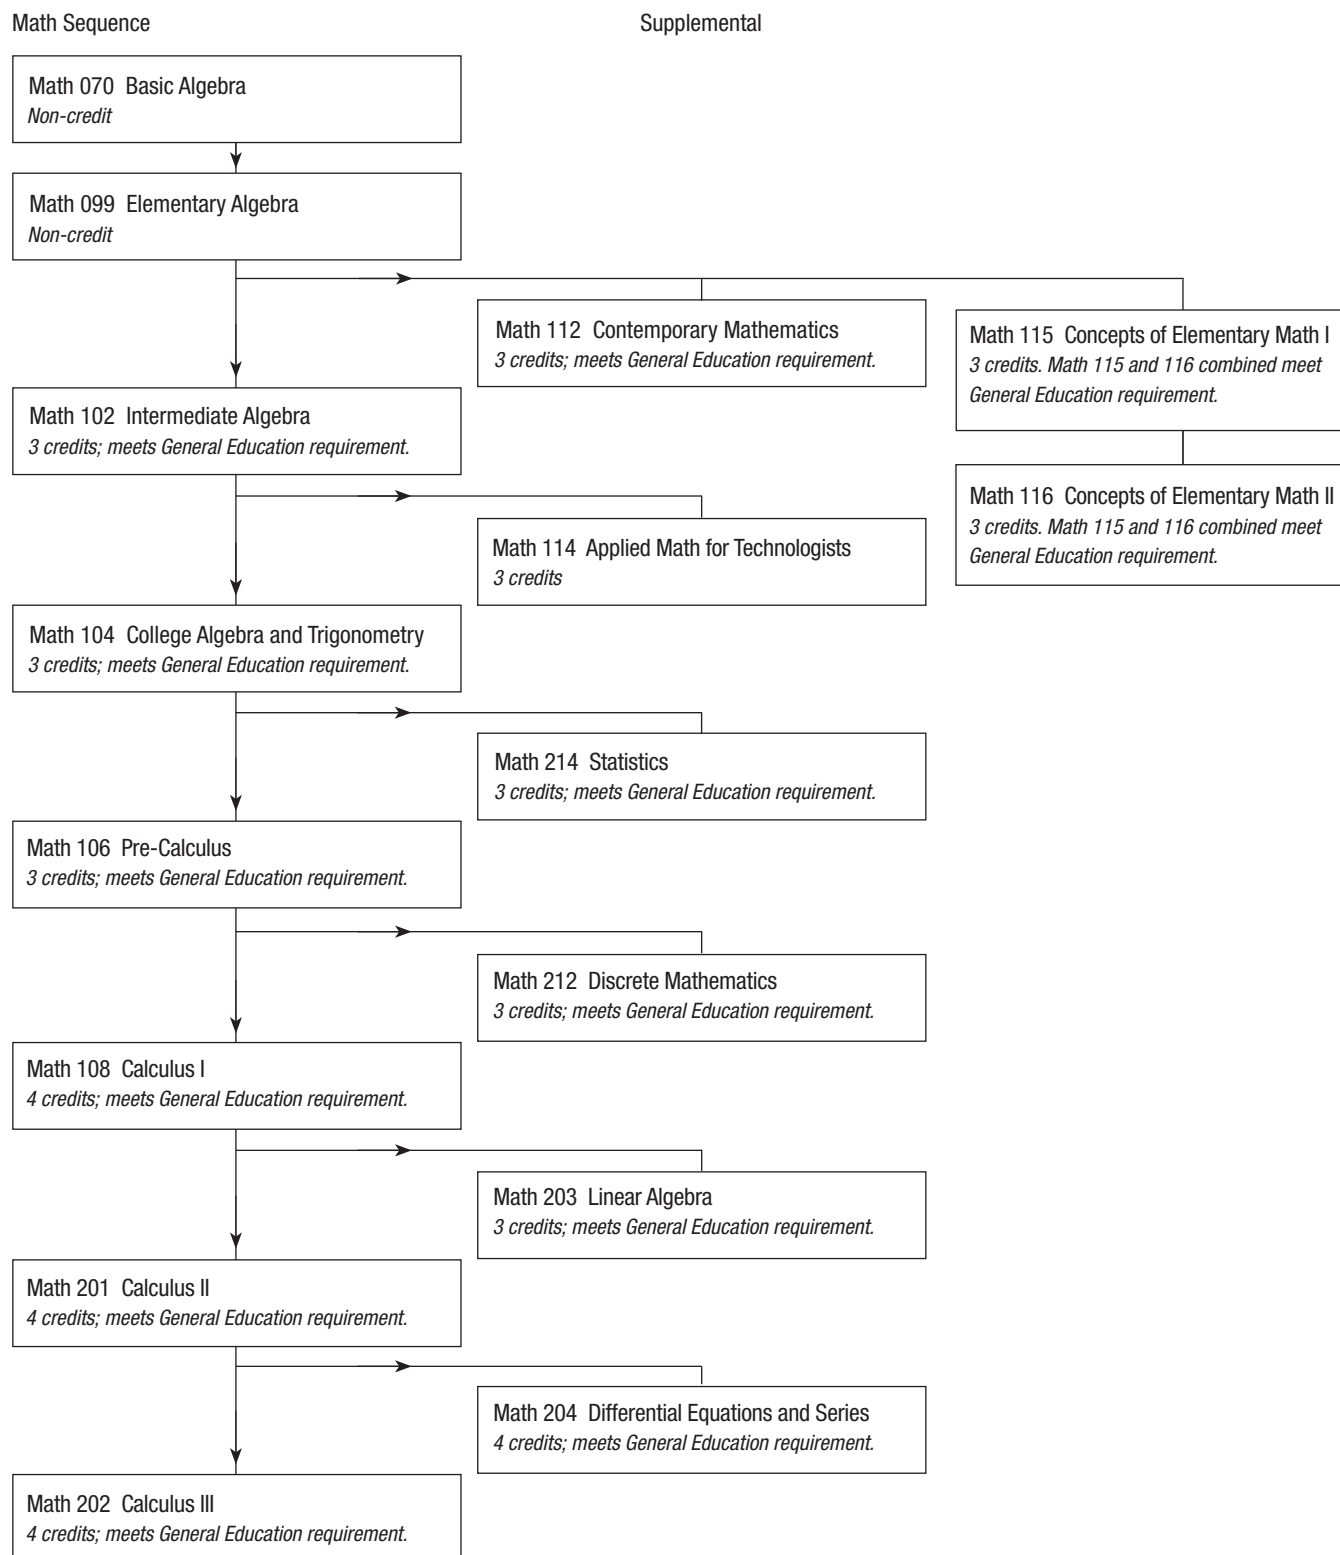 Math Sequence
Supplemental
Math 070 Basic Algebra
Non-credit
Math 099 Elementary Algebra
Non-credit
Math 112 Contemporary Mathematics
3 credits; meets General Education requirement.
Math 115 Concepts of Elementary Math I
3 credits. Math 115 and 116 combined meet
General Education requirement.
Math 102 Intermediate Algebra
3 credits; meets General Education requirement.
Math 116 Concepts of Elementary Math II
3 credits. Math 115 and 116 combined meet
General Education requirement.
Math 114 Applied Math for Technologists
3 credits
Math 104 College Algebra and Trigonometry
3 credits; meets General Education requirement.
Math 214 Statistics
3 credits; meets General Education requirement.
Math 106 Pre-Calculus
3 credits; meets General Education requirement.
Math 212 Discrete Mathematics
3 credits; meets General Education requirement.
Math 108 Calculus I
4 credits; meets General Education requirement.
Math 203 Linear Algebra
3 credits; meets General Education requirement.
Math 201 Calculus II
4 credits; meets General Education requirement.
Math 204 Differential Equations and Series
4 credits; meets General Education requirement.
Math 202 Calculus III
4 credits; meets General Education requirement.